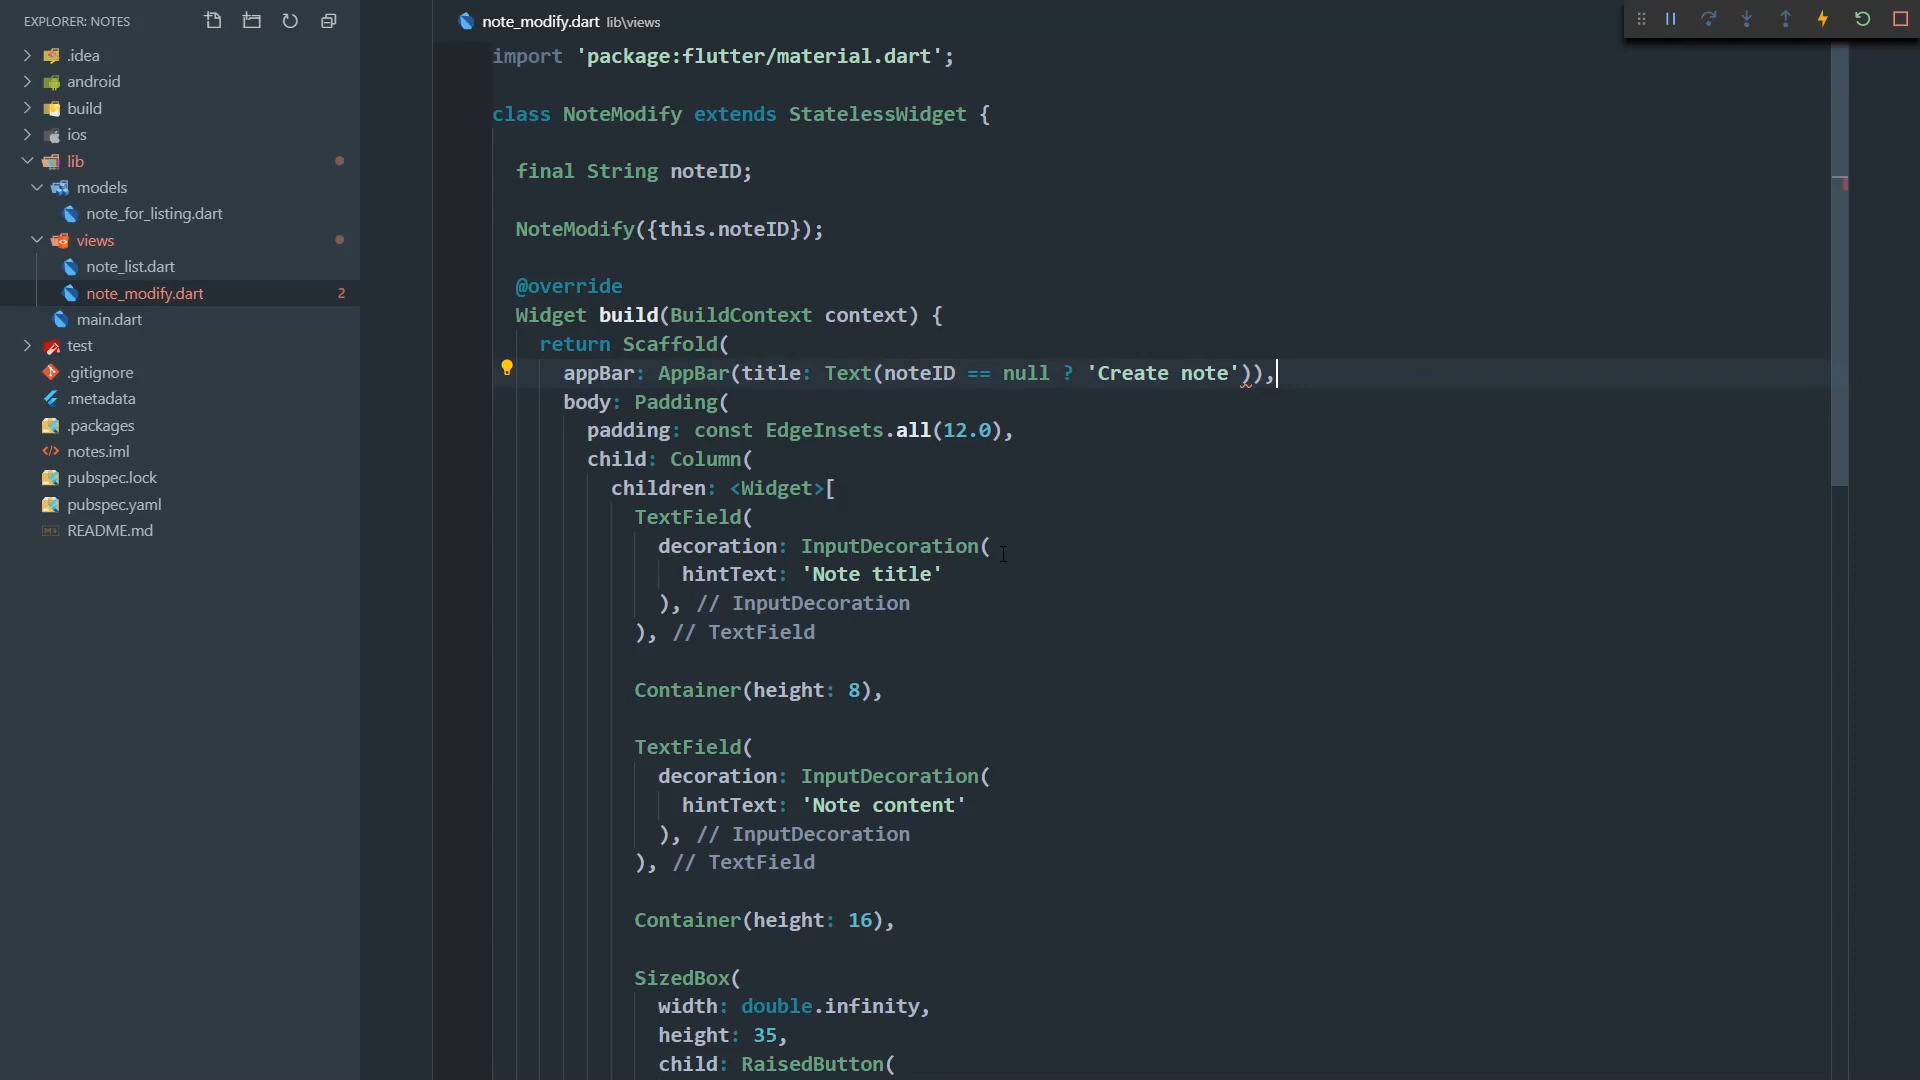 EXPLORER: NOTES
.idea
android
build
ios
lib
models
note_for_listing.dart
views
note_list.dart
note_modify.dart 2
main.dart
test
.gitignore
.metadata
.packages
notes.iml
pubspec.lock
pubspec.yaml
README.md
note_modify.dart lib\views
import 'package:flutter/material.dart';
class NoteModify extends StatelessWidget {
final String noteID;
NoteModify({this.noteID});
@override
Widget build(BuildContext context) {
return Scaffold(
appBar: AppBar(title: Text(noteID == null ? 'Create note')),
body: Padding(
padding: const EdgeInsets.all(12.0),
child: Column(
children: <Widget>[
TextField(
decoration: InputDecoration(
hintText: 'Note title'
), // InputDecoration
), // TextField
Container(height: 8),
TextField(
decoration: InputDecoration(
hintText: 'Note content'
), // InputDecoration
), // TextField
Container(height: 16),
SizedBox(
width: double.infinity,
height: 35,
child: RaisedButton(